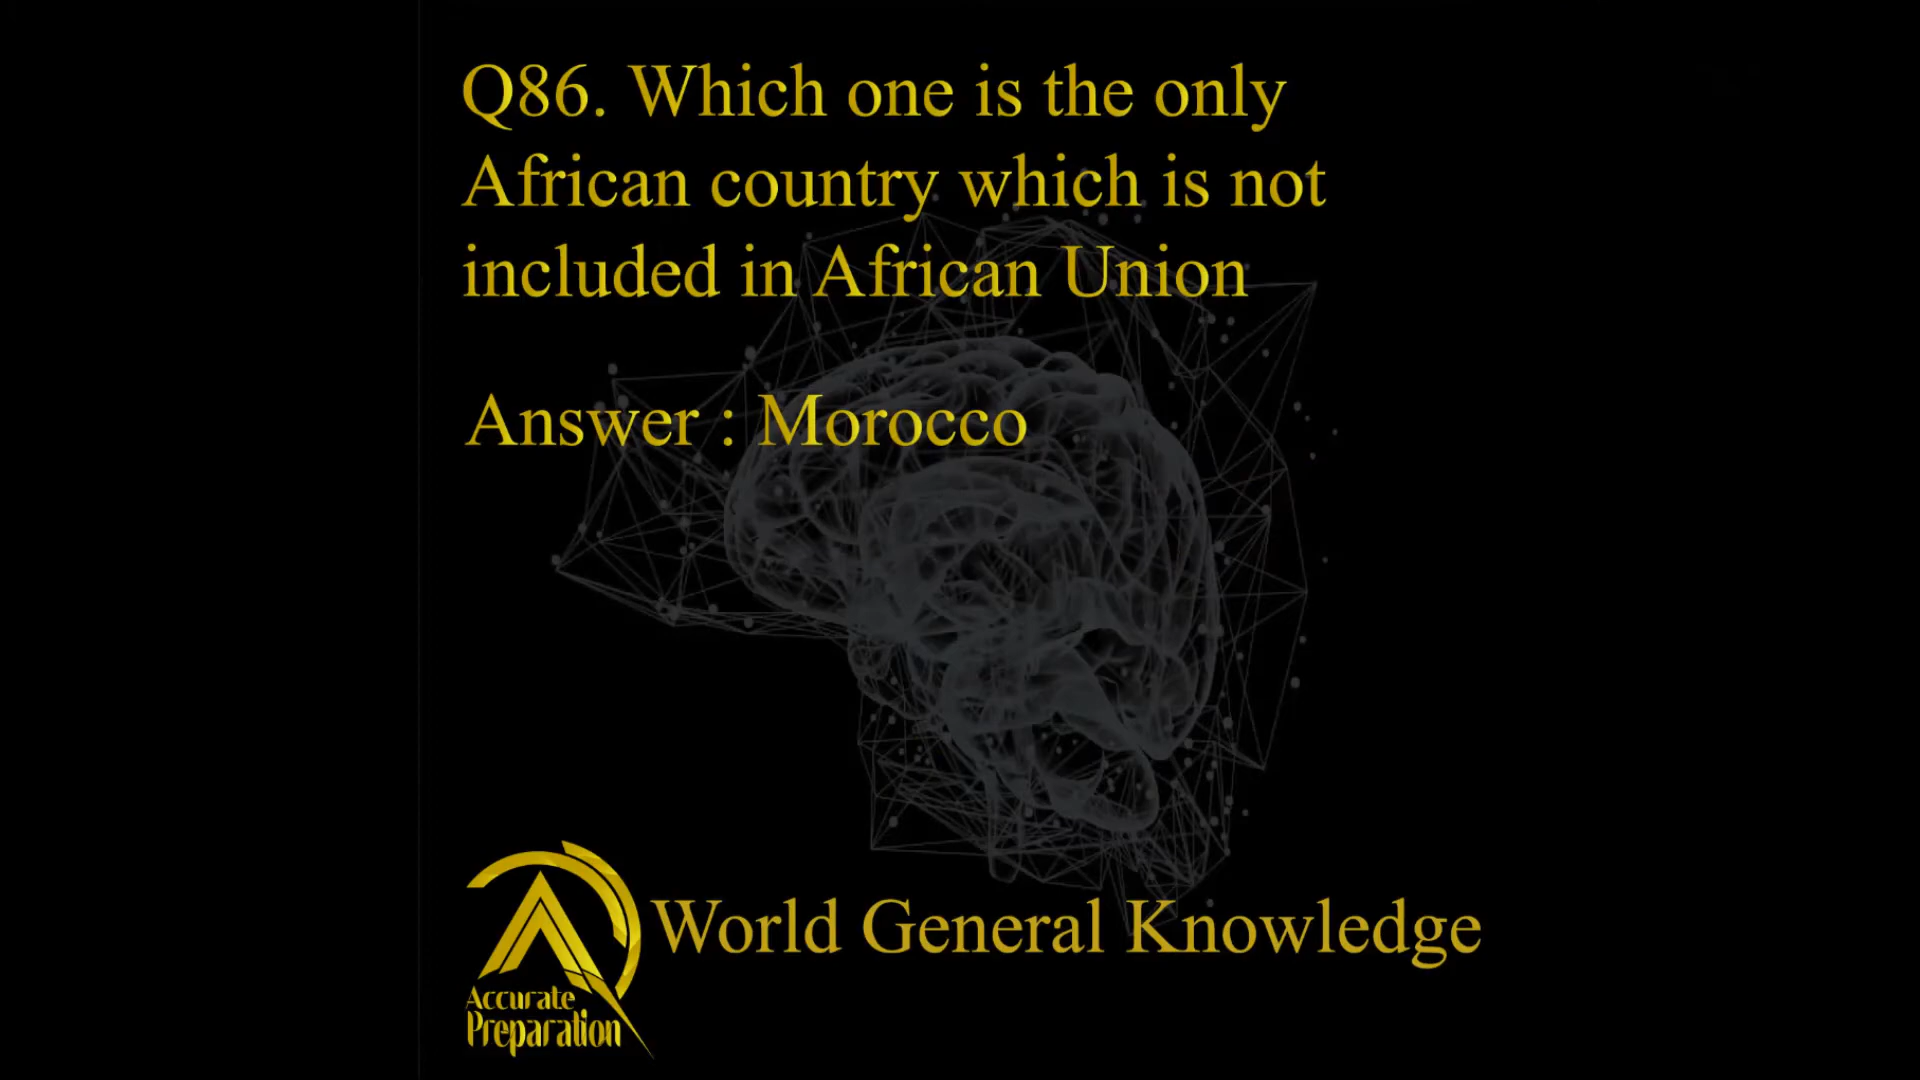 Q86. Which one is the only
African country which is not
included in African Union
Answer : Morocco
World General Knowledge
Accurate
Preparation